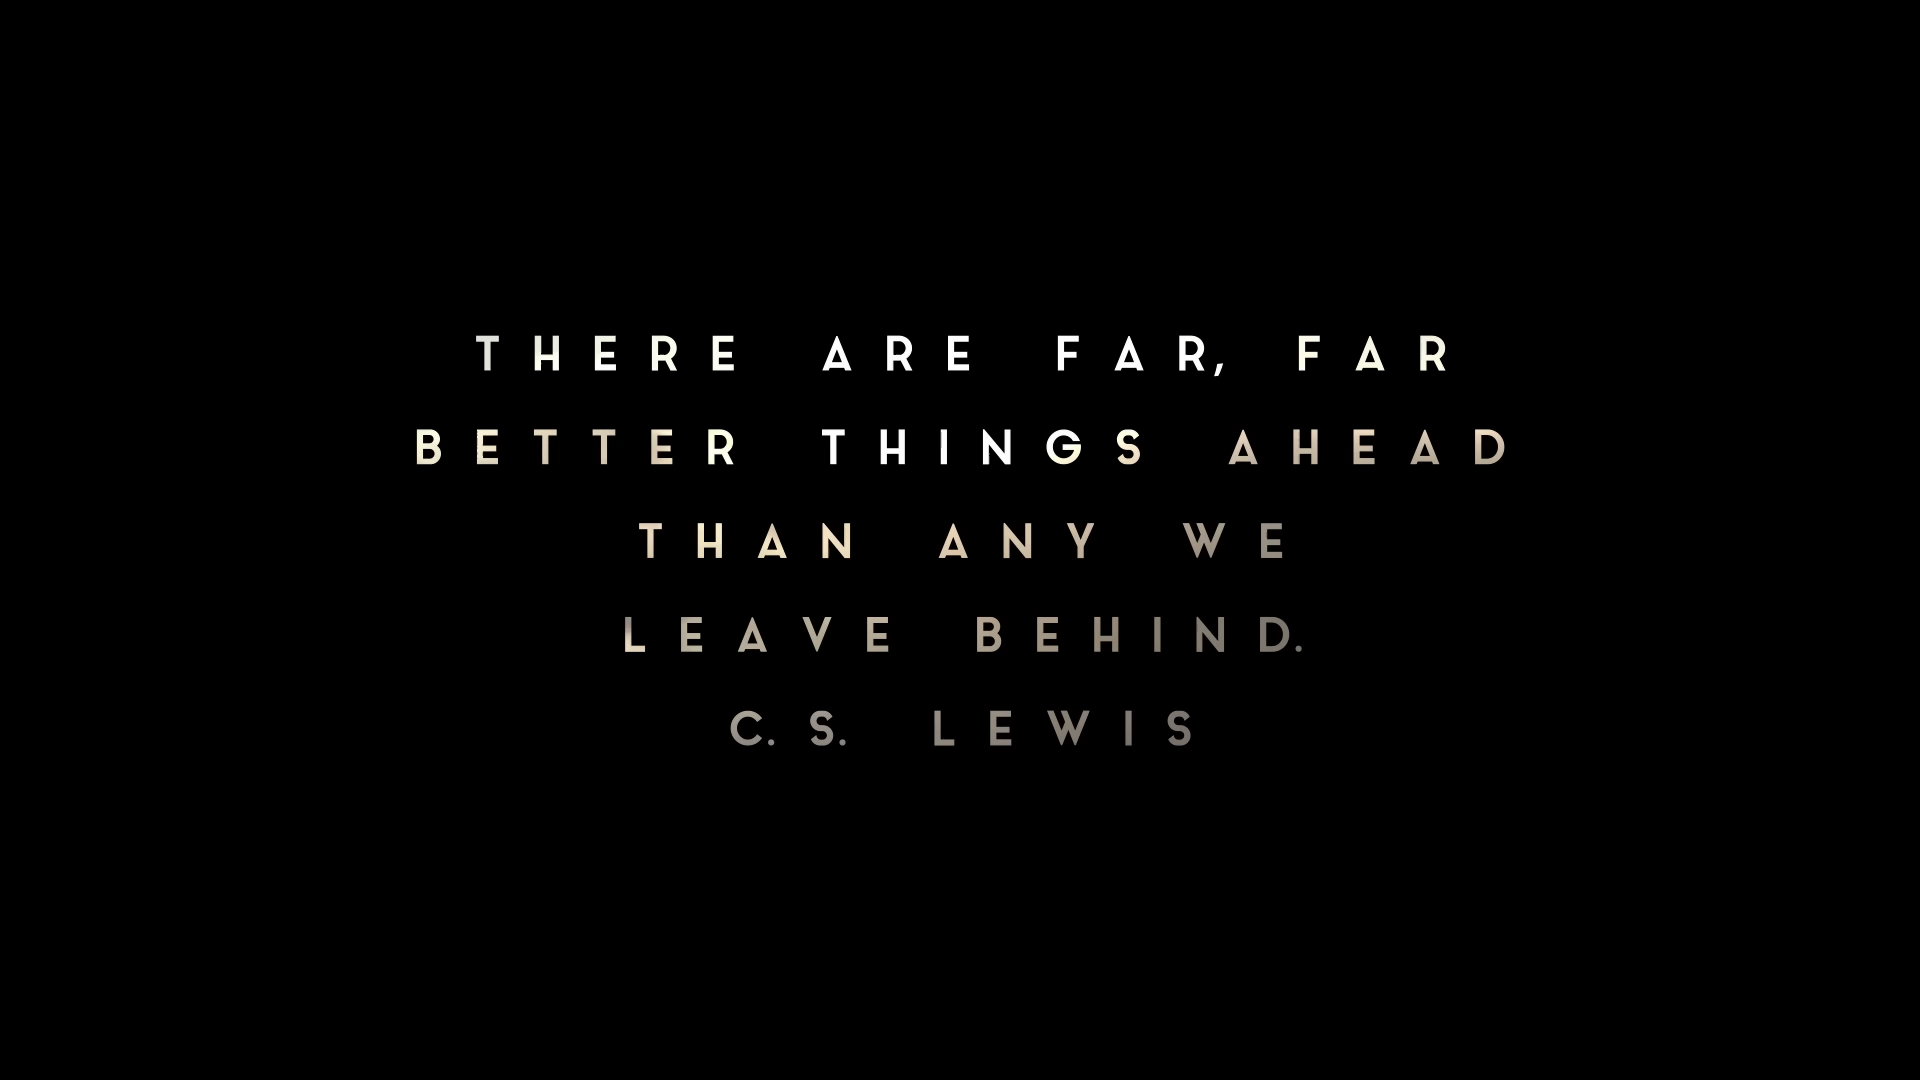 THERE ARE FAR, FAR
BETTER THINGS AHEAD
THAN ANY WE
LEAVE BEHIND.
C. S. LEWIS